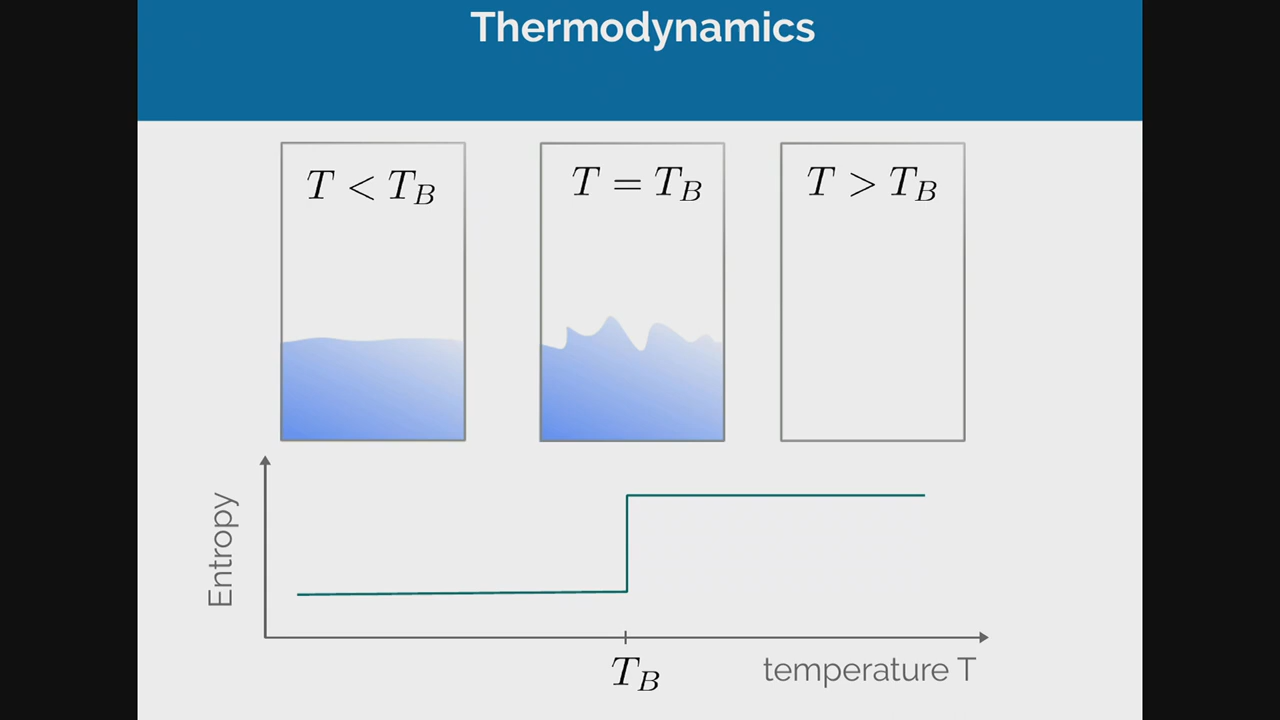 Thermodynamics
T < T_B
T = T_B
T > T_B
Entropy
T_B
temperature T